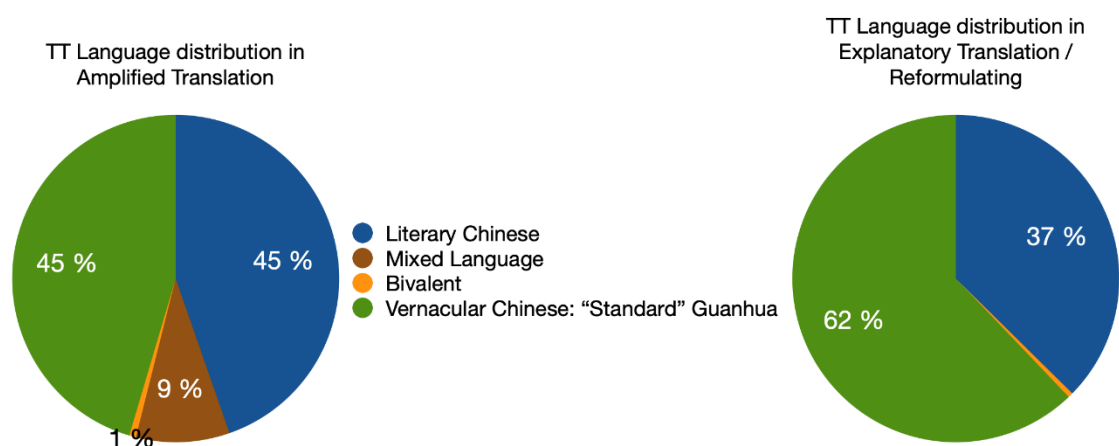 TT Language distribution in
Amplified Translation
45 %
45 %
9 %
1 %
Literary Chinese
Mixed Language
Bivalent
Vernacular Chinese: “Standard” Guanhua
TT Language distribution in
Explanatory Translation /
Reformulating
37 %
62 %